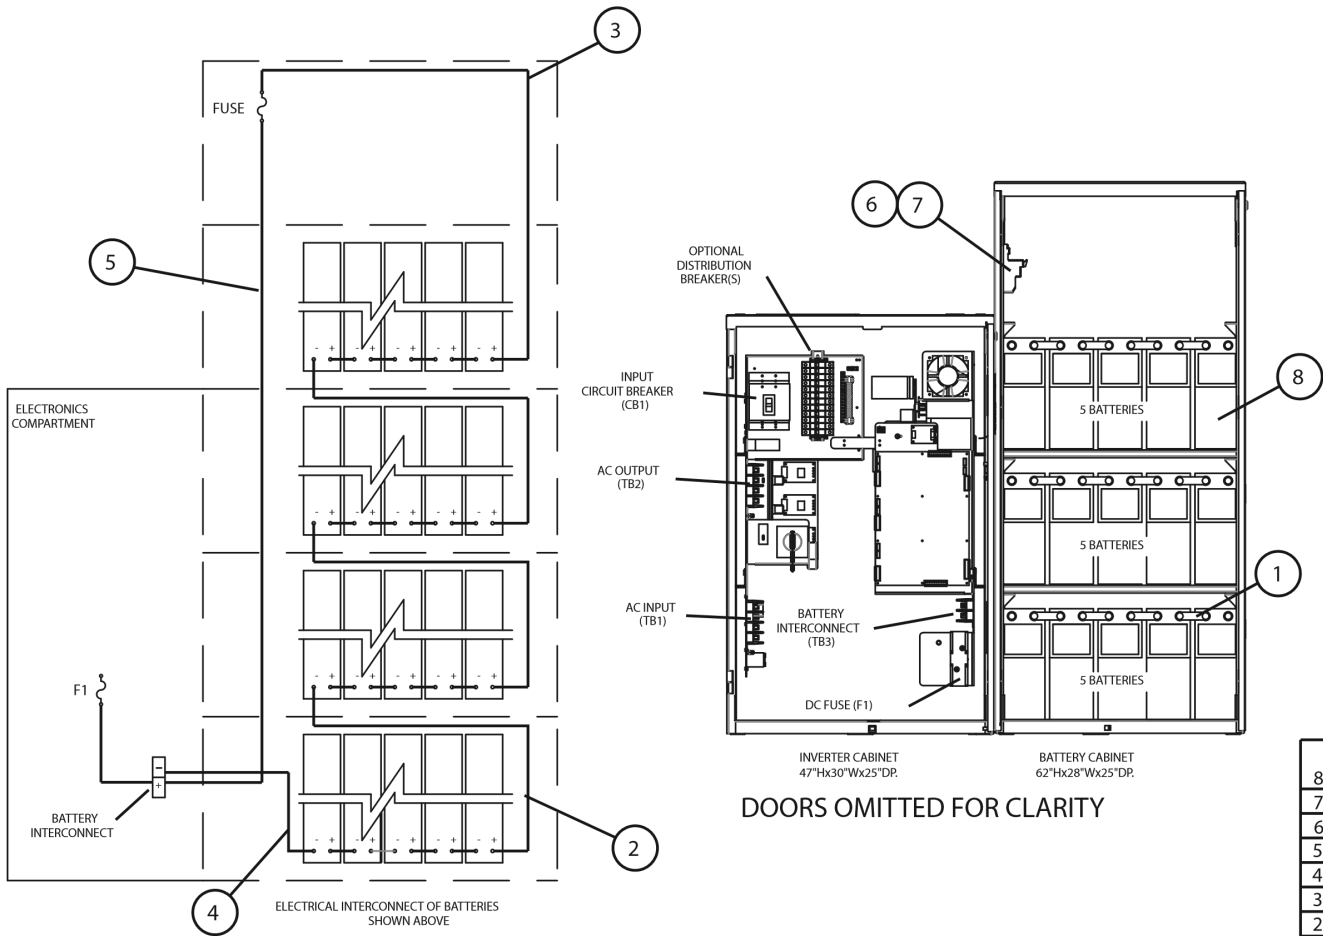 3
FUSE
5
ELECTRONICS
COMPARTMENT
F1
BATTERY
INTERCONNECT
- + - + - + - + - +
- + - + - + - + - +
- + - + - + - + - +
- + - + - + - + - +
−
+
2
4
ELECTRICAL INTERCONNECT OF BATTERIES
SHOWN ABOVE
6
7
OPTIONAL
DISTRIBUTION
BREAKER(S)
INPUT
CIRCUIT BREAKER
(CB1)
AC OUTPUT
(TB2)
AC INPUT
(TB1)
BATTERY
INTERCONNECT
(TB3)
DC FUSE (F1)
8
5 BATTERIES
5 BATTERIES
1
5 BATTERIES
INVERTER CABINET
47"Hx30"Wx25"DP.
BATTERY CABINET
62"Hx28"Wx25"DP.
DOORS OMITTED FOR CLARITY
8
7
6
5
4
3
2